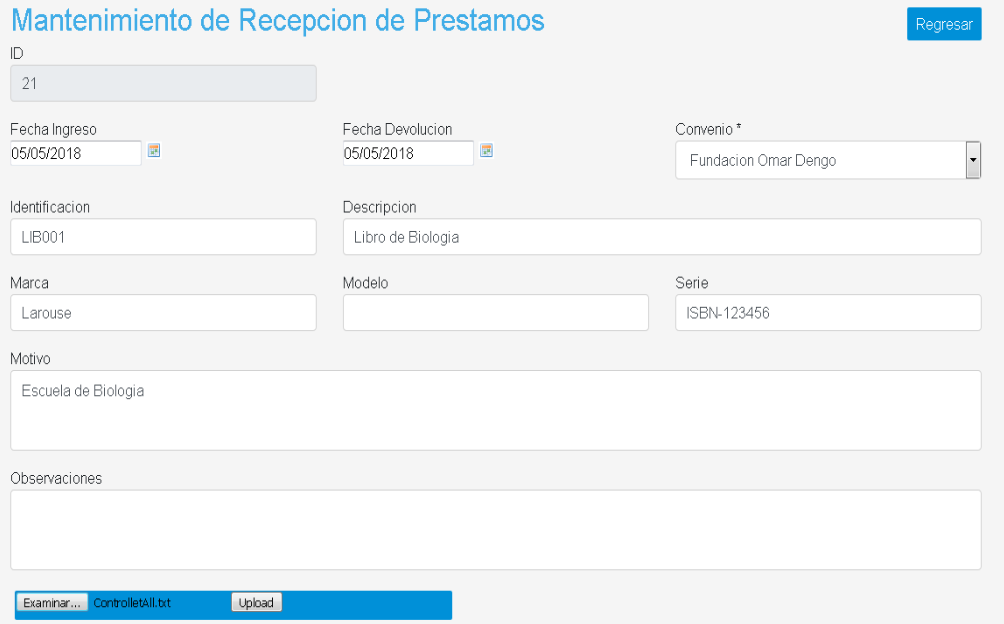 Mantenimiento de Recepcion de Prestamos
Regresar
ID
21
Fecha Ingreso
Fecha Devolucion
Convenio *
05/05/2018
05/05/2018
Fundacion Omar Dengo
Identificacion
Descripcion
LIB001
Libro de Biologia
Marca
Modelo
Serie
Larouse
ISBN-123456
Motivo
Escuela de Biologia
Observaciones
Examinar...
ControlletAll.txt
Upload